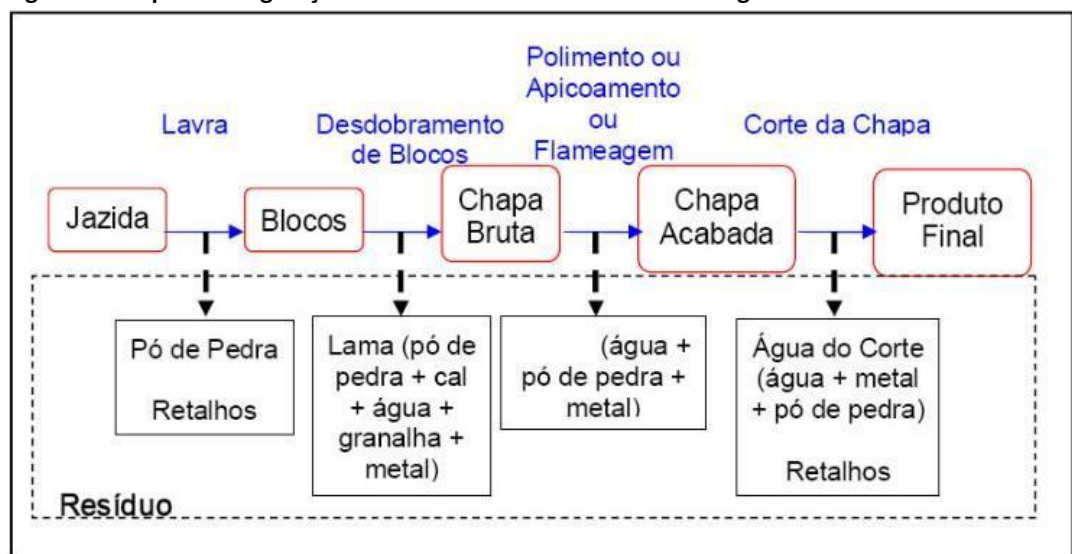 Polimento ou
Apicoamento
ou
Flameagem
Lavra
Desdobramento
de Blocos
Corte da Chapa
Jazida
Blocos
Chapa
Bruta
Chapa
Acabada
Produto
Final
Pó de Pedra
Retalhos
Lama (pó de
pedra + cal
+ água +
granalha +
metal)
(água +
pó de pedra +
metal)
Água do Corte
(água + metal
+ pó de pedra)
Retalhos
Resíduo